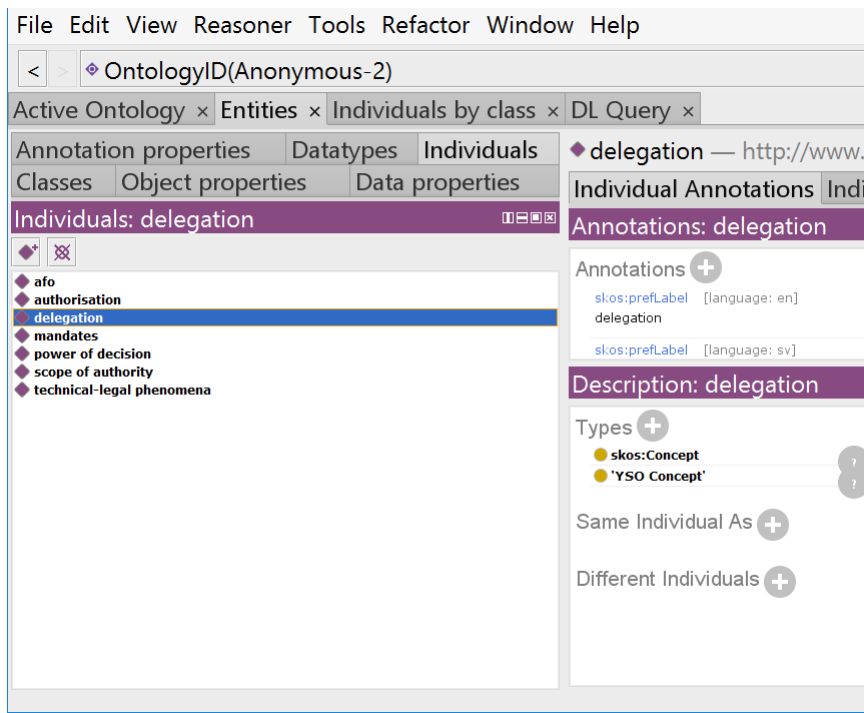 File Edit View Reasoner Tools Refactor Window Help
< > OntologyID(Anonymous-2)
Active Ontology × Entities × Individuals by class × DL Query ×
Annotation properties Datatypes Individuals
Classes Object properties Data properties
Individuals: delegation
afo
authorisation
delegation
mandates
power of decision
scope of authority
technical-legal phenomena
delegation — http://www.
Individual Annotations Indi
Annotations: delegation
Annotations
skos:prefLabel [language: en]
delegation
skos:prefLabel [language: sv]
Description: delegation
Types
skos:Concept ?
'YSO Concept' ?
Same Individual As
Different Individuals